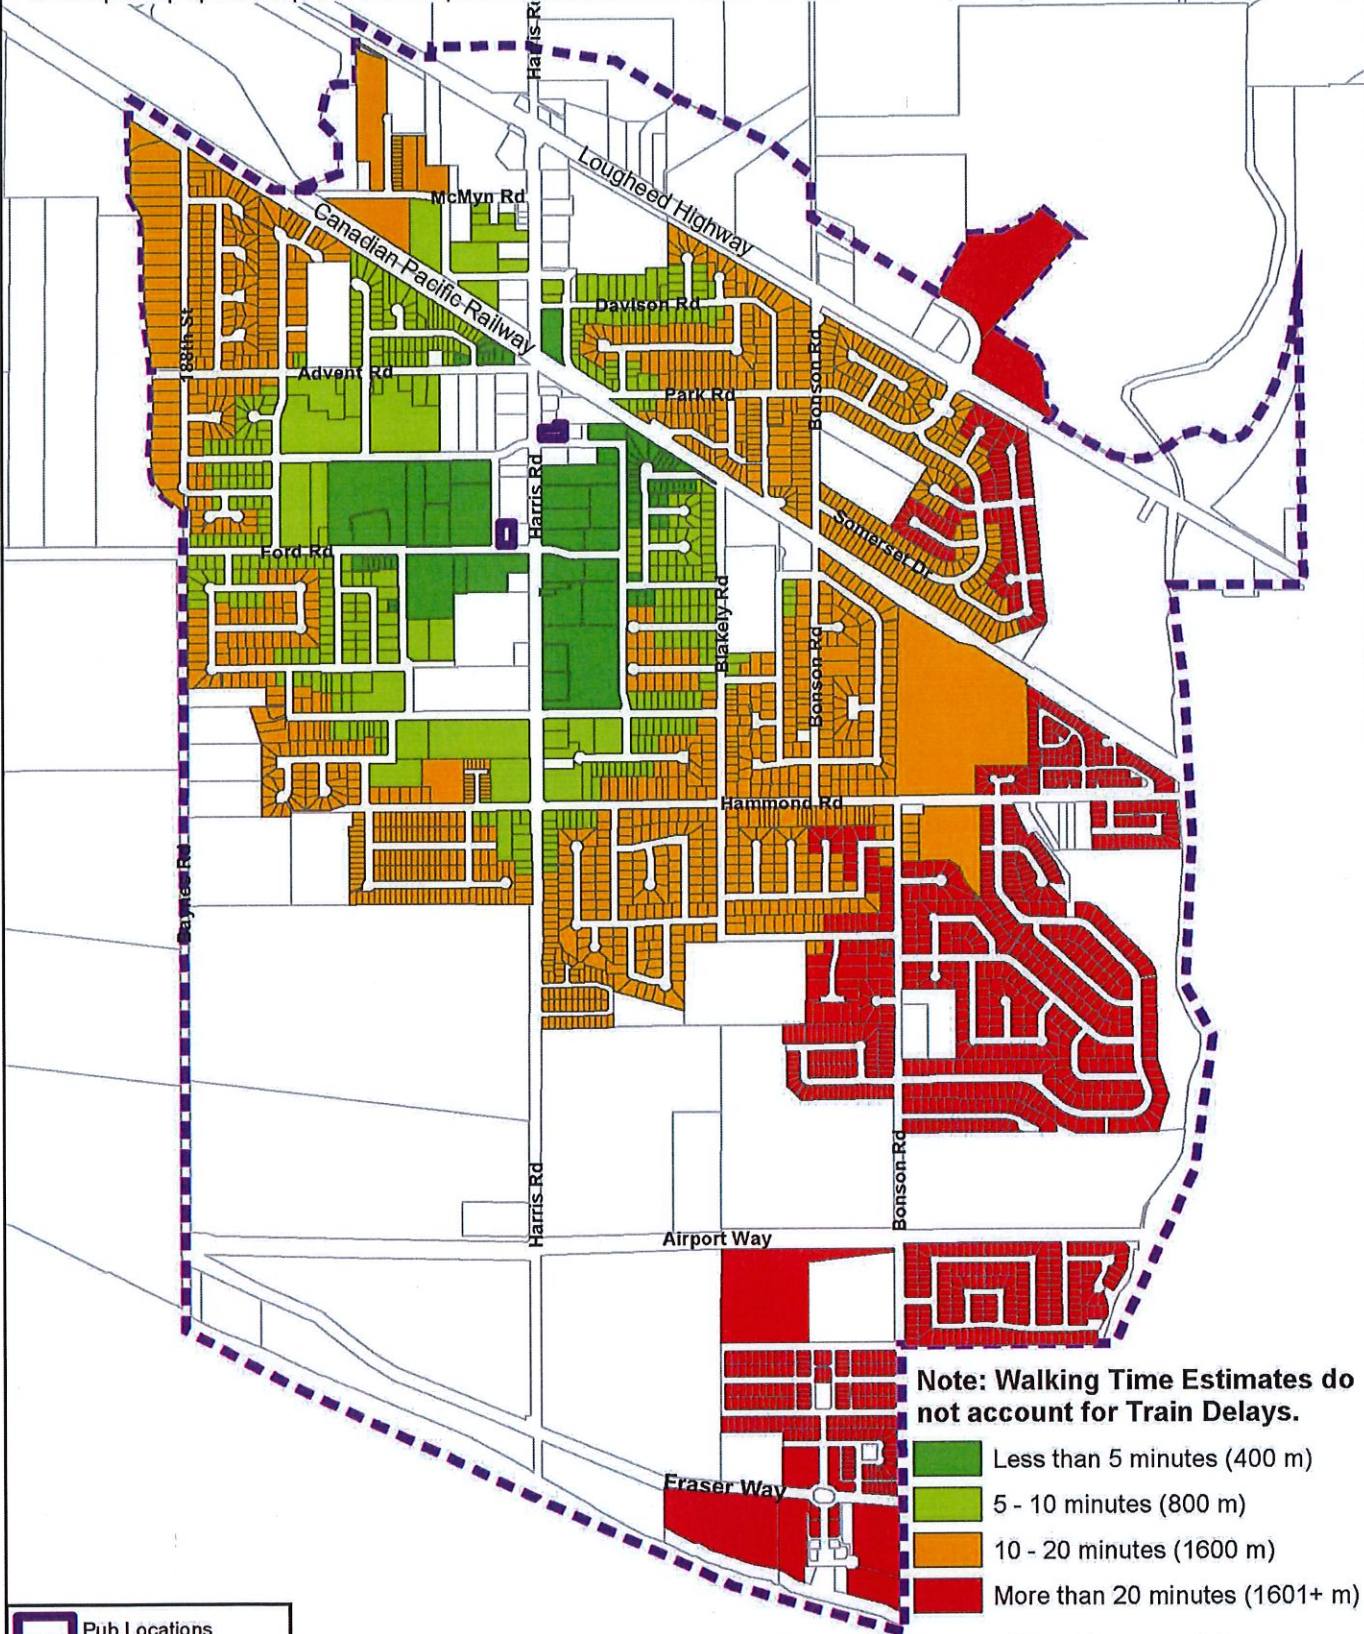 Harris Rd
Lougheed Highway
McMyn Rd
Canadian Pacific Railway
Davison Rd
188th St
Bonson Rd
Advent Rd
Park Rd
Harris Rd
Somerset Dr
Ford Rd
Blakely Rd
Bonson Rd
Hammond Rd
Baynes Rd
Bonson Rd
Harris Rd
Airport Way
Note: Walking Time Estimates do
not account for Train Delays.
Less than 5 minutes (400 m)
Fraser Way
5 - 10 minutes (800 m)
10 - 20 minutes (1600 m)
More than 20 minutes (1601+ m)
Pub Locations